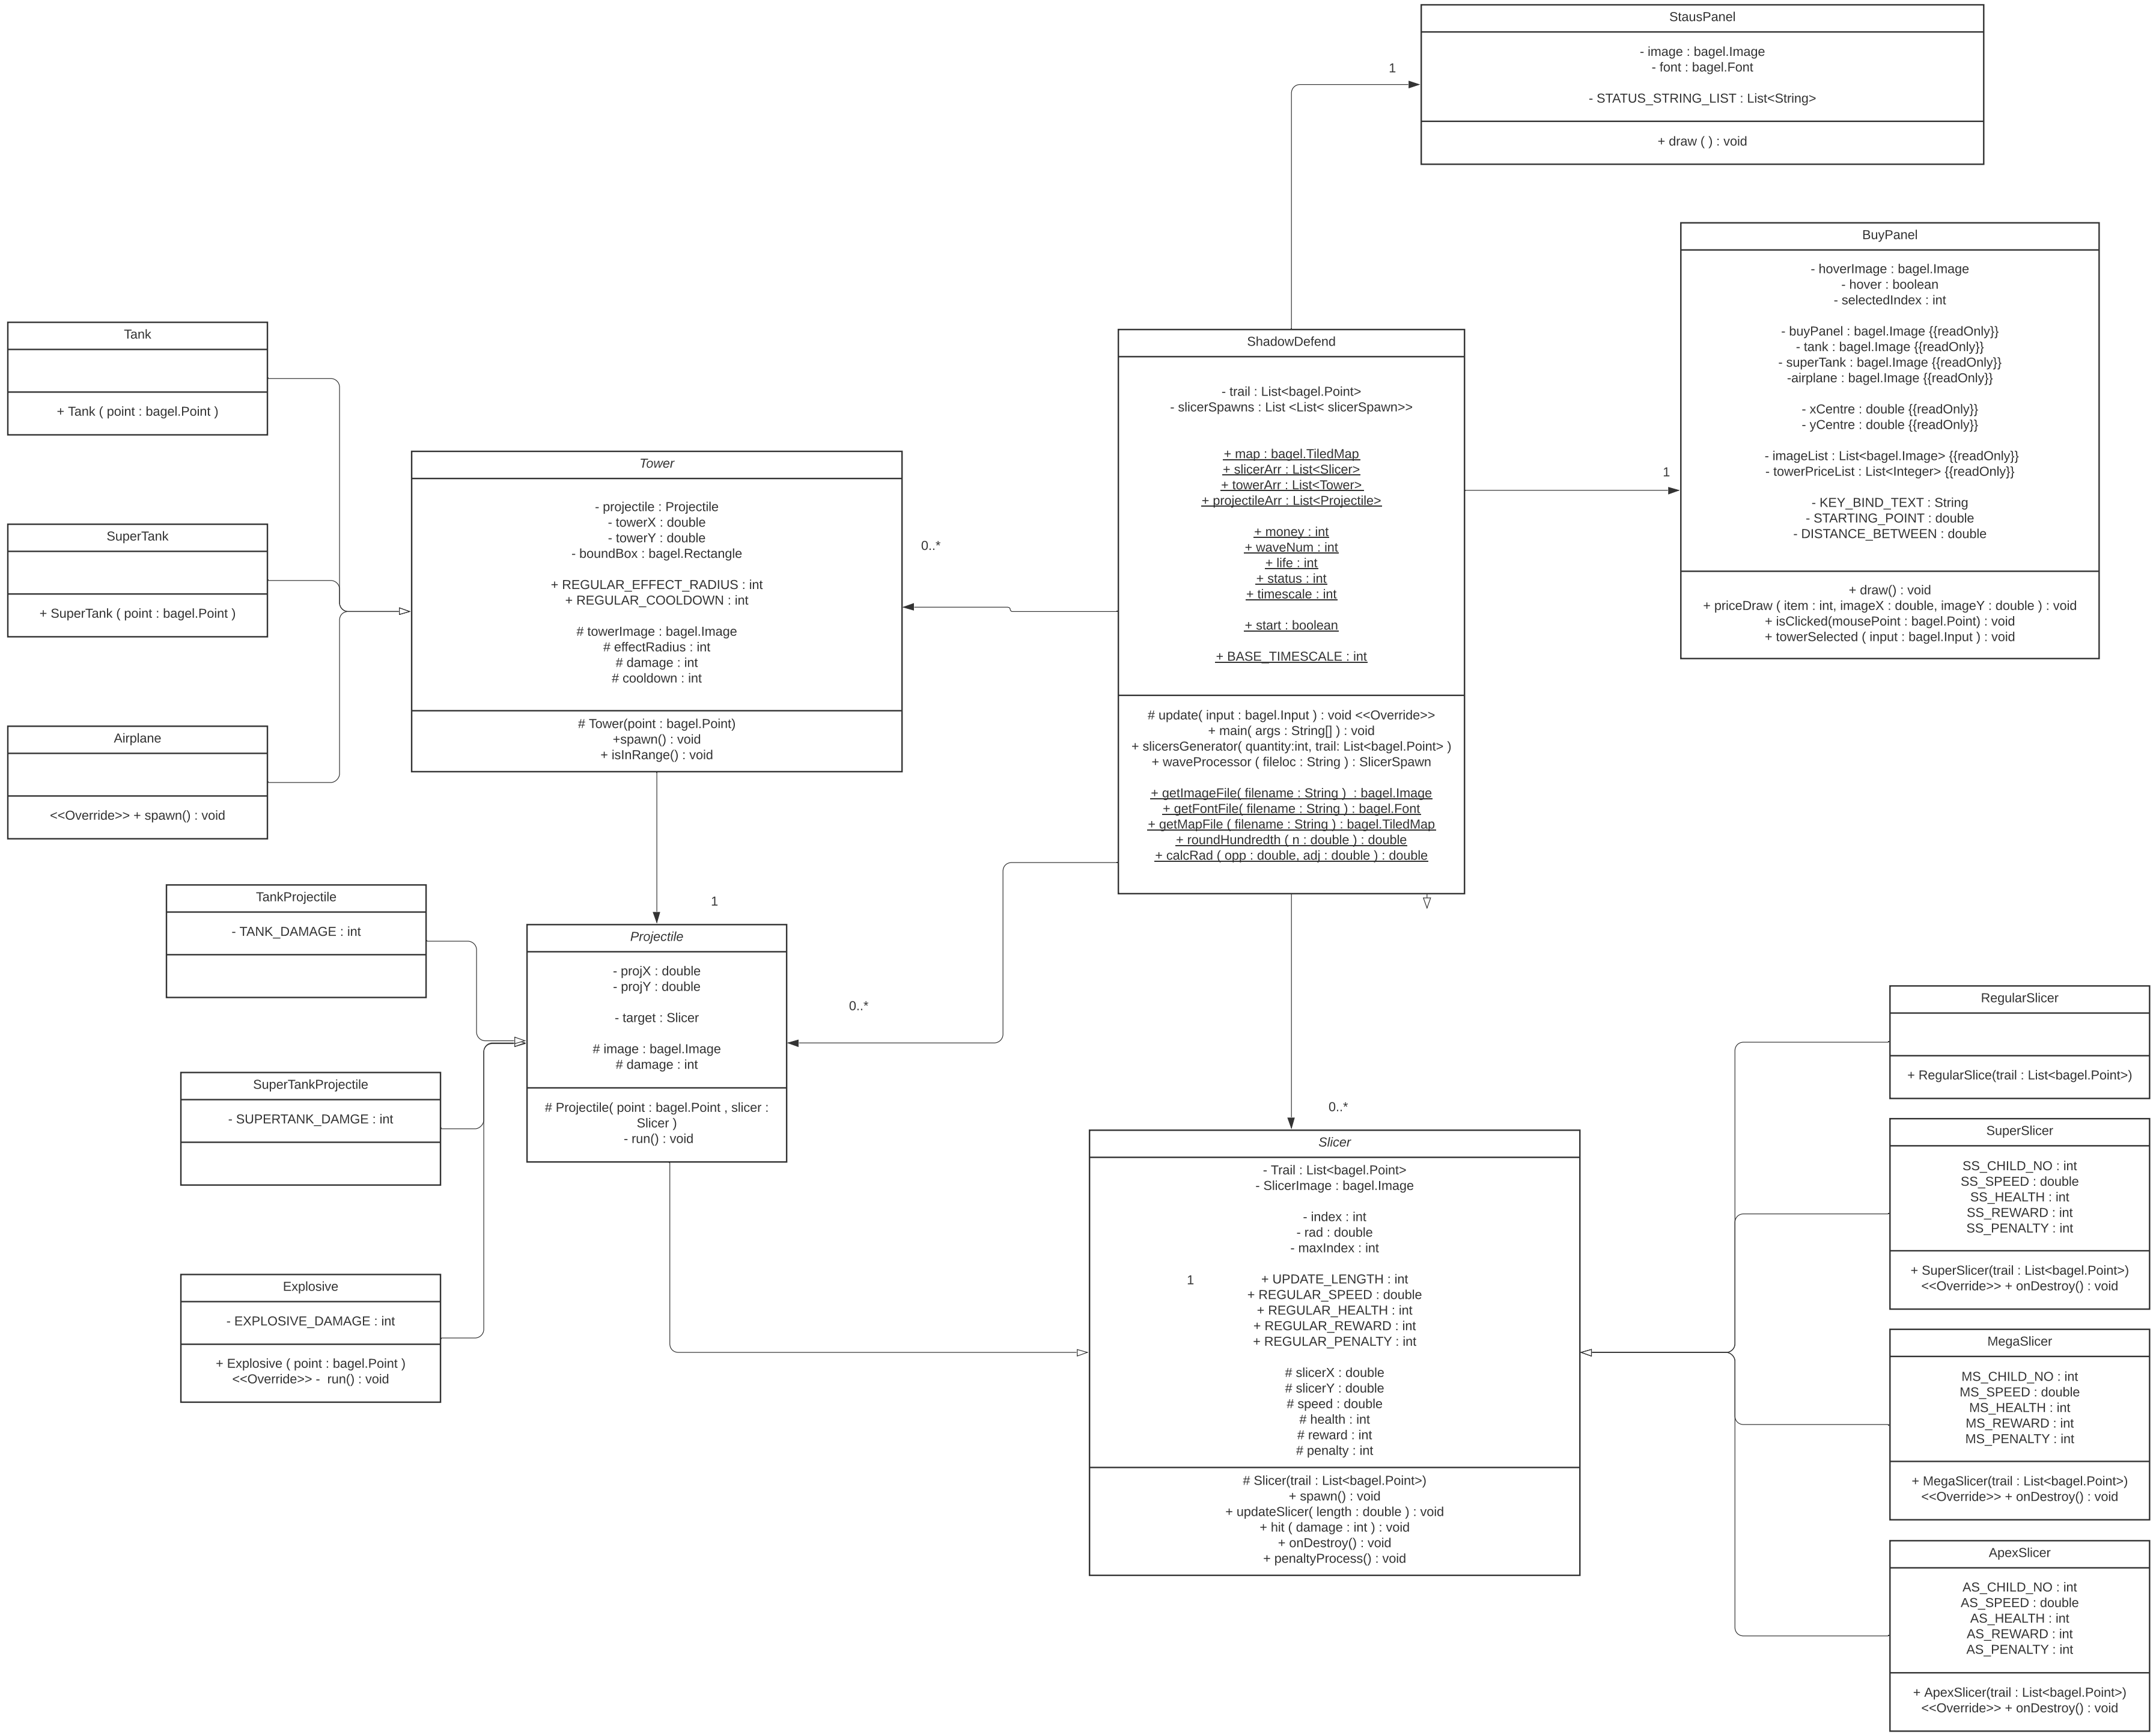 StausPanel
- image : bagel.Image
- font : bagel.Font
- STATUS_STRING_LIST : List<String>
+ draw ( ) : void
1
BuyPanel
- hoverImage : bagel.Image
- hover : boolean
- selectedIndex : int
- buyPanel : bagel.Image {{readOnly}}
- tank : bagel.Image {{readOnly}}
- superTank : bagel.Image {{readOnly}}
-airplane : bagel.Image {{readOnly}}
- xCentre : double {{readOnly}}
- yCentre : double {{readOnly}}
- imageList : List<bagel.Image> {{readOnly}}
- towerPriceList : List<Integer> {{readOnly}}
- KEY_BIND_TEXT : String
- STARTING_POINT : double
- DISTANCE_BETWEEN : double
+ draw() : void
+ priceDraw ( item : int, imageX : double, imageY : double ) : void
+ isClicked(mousePoint : bagel.Point) : void
+ towerSelected ( input : bagel.Input ) : void
1
ShadowDefend
- trail : List<bagel.Point>
- slicerSpawns : List <List< slicerSpawn>>
+ map : bagel.TiledMap
+ slicerArr : List<Slicer>
+ towerArr : List<Tower>
+ projectileArr : List<Projectile>
+ money : int
+ waveNum : int
+ life : int
+ status : int
+ timescale : int
+ start : boolean
+ BASE_TIMESCALE : int
# update( input : bagel.Input ) : void <<Override>>
+ main( args : String[] ) : void
+ slicersGenerator( quantity:int, trail: List<bagel.Point> )
+ waveProcessor ( fileloc : String ) : SlicerSpawn
+ getImageFile( filename : String )  : bagel.Image
+ getFontFile( filename : String ) : bagel.Font
+ getMapFile ( filename : String ) : bagel.TiledMap
+ roundHundredth ( n : double ) : double
+ calcRad ( opp : double, adj : double ) : double
Tank
+ Tank ( point : bagel.Point )
SuperTank
+ SuperTank ( point : bagel.Point )
Airplane
<<Override>> + spawn() : void
Tower
- projectile : Projectile
- towerX : double
- towerY : double
- boundBox : bagel.Rectangle
+ REGULAR_EFFECT_RADIUS : int
+ REGULAR_COOLDOWN : int
# towerImage : bagel.Image
# effectRadius : int
# damage : int
# cooldown : int
# Tower(point : bagel.Point)
+spawn() : void
+ isInRange() : void
0..*
1
TankProjectile
- TANK_DAMAGE : int
SuperTankProjectile
- SUPERTANK_DAMGE : int
Explosive
- EXPLOSIVE_DAMAGE : int
+ Explosive ( point : bagel.Point )
<<Override>> -  run() : void
Projectile
- projX : double
- projY : double
- target : Slicer
# image : bagel.Image
# damage : int
# Projectile( point : bagel.Point , slicer :
Slicer )
- run() : void
0..*
0..*
Slicer
- Trail : List<bagel.Point>
- SlicerImage : bagel.Image
- index : int
- rad : double
- maxIndex : int
1
+ UPDATE_LENGTH : int
+ REGULAR_SPEED : double
+ REGULAR_HEALTH : int
+ REGULAR_REWARD : int
+ REGULAR_PENALTY : int
# slicerX : double
# slicerY : double
# speed : double
# health : int
# reward : int
# penalty : int
# Slicer(trail : List<bagel.Point>)
+ spawn() : void
+ updateSlicer( length : double ) : void
+ hit ( damage : int ) : void
+ onDestroy() : void
+ penaltyProcess() : void
RegularSlicer
+ RegularSlice(trail : List<bagel.Point>)
SuperSlicer
SS_CHILD_NO : int
SS_SPEED : double
SS_HEALTH : int
SS_REWARD : int
SS_PENALTY : int
+ SuperSlicer(trail : List<bagel.Point>)
<<Override>> + onDestroy() : void
MegaSlicer
MS_CHILD_NO : int
MS_SPEED : double
MS_HEALTH : int
MS_REWARD : int
MS_PENALTY : int
+ MegaSlicer(trail : List<bagel.Point>)
<<Override>> + onDestroy() : void
ApexSlicer
AS_CHILD_NO : int
AS_SPEED : double
AS_HEALTH : int
AS_REWARD : int
AS_PENALTY : int
+ ApexSlicer(trail : List<bagel.Point>)
<<Override>> + onDestroy() : void